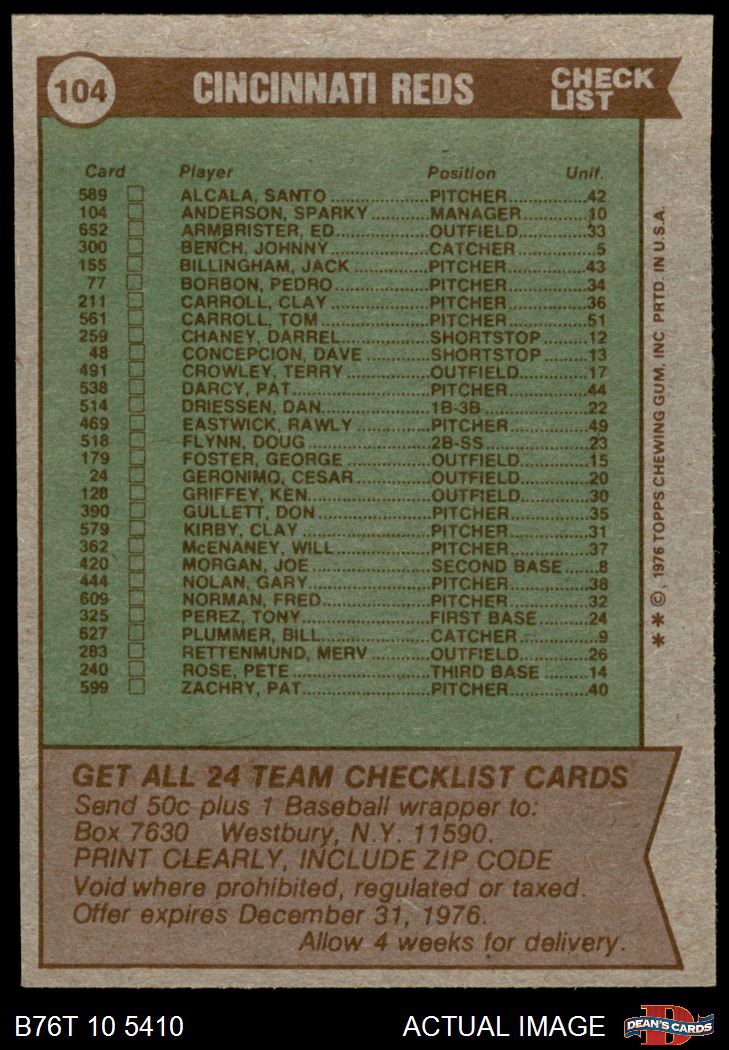 104 CINCINNATI REDS CHECK LIST
Card Player Position Unif.
589 ALCALA, SANTO PITCHER 42
104 ANDERSON, SPARKY MANAGER 10
652 ARMBRISTER, ED OUTFIELD 33
300 BENCH, JOHNNY CATCHER 5
155 BILLINGHAM, JACK PITCHER 43
77 BORBON, PEDRO PITCHER 34
211 CARROLL, CLAY PITCHER 36
561 CARROLL, TOM PITCHER 51
259 CHANEY, DARREL SHORTSTOP 12
48 CONCEPCION, DAVE SHORTSTOP 13
491 CROWLEY, TERRY OUTFIELD 17
538 DARCY, PAT PITCHER 44
514 DRIESSEN, DAN 1B-3B 22
469 EASTWICK, RAWLY PITCHER 49
518 FLYNN, DOUG 2B-SS 23
179 FOSTER, GEORGE OUTFIELD 15
24 GERONIMO, CESAR OUTFIELD 20
128 GRIFFEY, KEN OUTFIELD 30
390 GULLETT, DON PITCHER 35
579 KIRBY, CLAY PITCHER 31
362 McENANEY, WILL PITCHER 37
420 MORGAN, JOE SECOND BASE 8
444 NOLAN, GARY PITCHER 38
609 NORMAN, FRED PITCHER 32
325 PEREZ, TONY FIRST BASE 24
627 PLUMMER, BILL CATCHER 9
283 RETTENMUND, MERV OUTFIELD 26
240 ROSE, PETE THIRD BASE 14
599 ZACHRY, PAT PITCHER 40
**©, 1976 TOPPS CHEWING GUM, INC PRTD. IN U.S.A.
GET ALL 24 TEAM CHECKLIST CARDS
Send 50c plus 1 Baseball wrapper to:
Box 7630 Westbury, N.Y. 11590.
PRINT CLEARLY, INCLUDE ZIP CODE
Void where prohibited, regulated or taxed.
Offer expires December 31, 1976.
Allow 4 weeks for delivery.
B76T 10 5410 ACTUAL IMAGE D DEAN'S CARDS